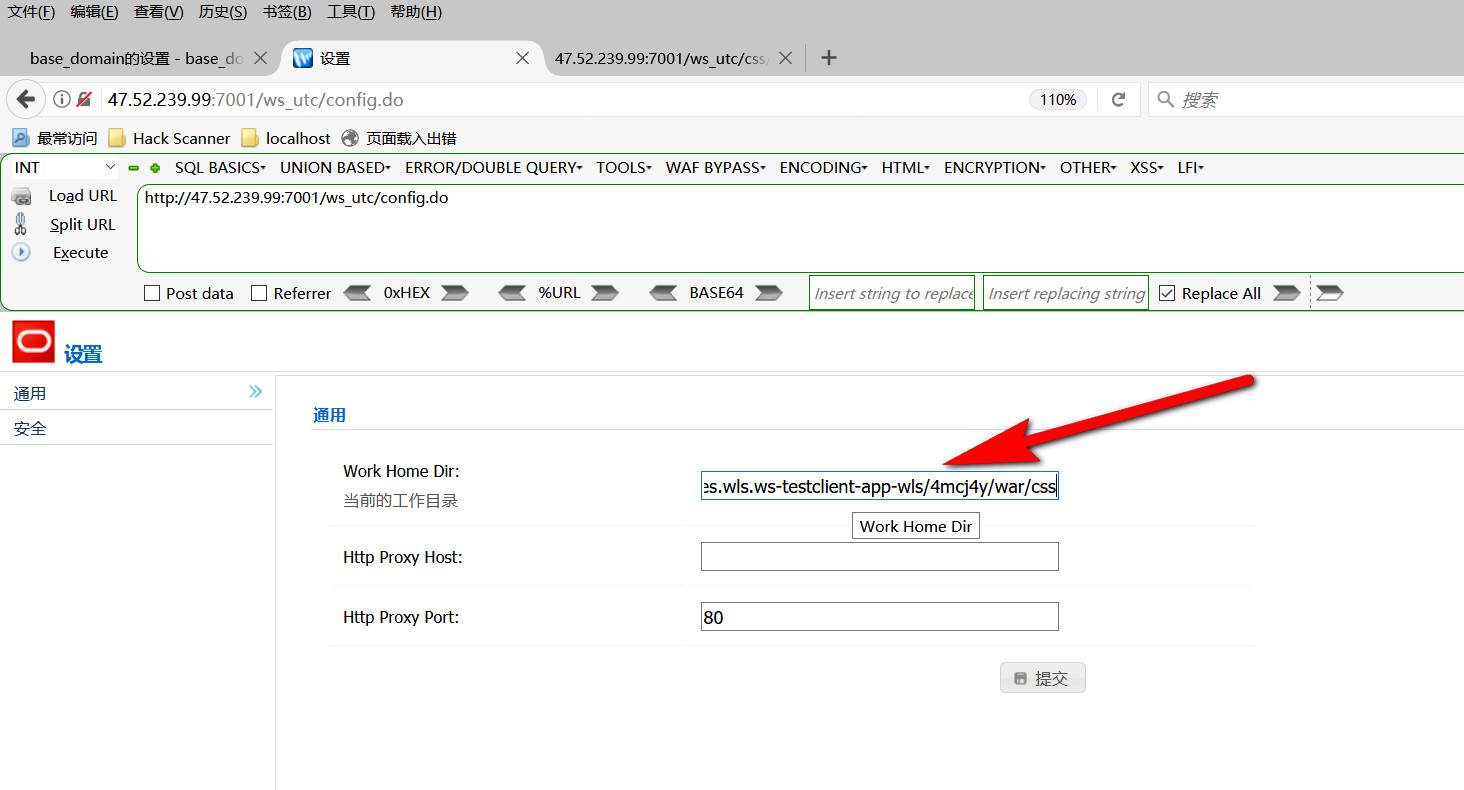 文件(F) 编辑(E) 查看(V) 历史(S) 书签(B) 工具(T) 帮助(H)
base_domain的设置 - base_do 设置 47.52.239.99:7001/ws_utc/css/
47.52.239.99:7001/ws_utc/config.do 110% 搜索
最常访问 Hack Scanner localhost 页面载入出错
INT SQL BASICS UNION BASED ERROR/DOUBLE QUERY TOOLS WAF BYPASS ENCODING HTML ENCRYPTION OTHER XSS LFI
Load URL http://47.52.239.99:7001/ws_utc/config.do
Split URL
Execute
Post data Referrer 0xHEX %URL BASE64 Insert string to replace Insert replacing string Replace All
设置
通用
安全
通用
Work Home Dir: es.wls.ws-testclient-app-wls/4mcj4y/war/css
当前的工作目录
Work Home Dir
Http Proxy Host:
Http Proxy Port: 80
提交